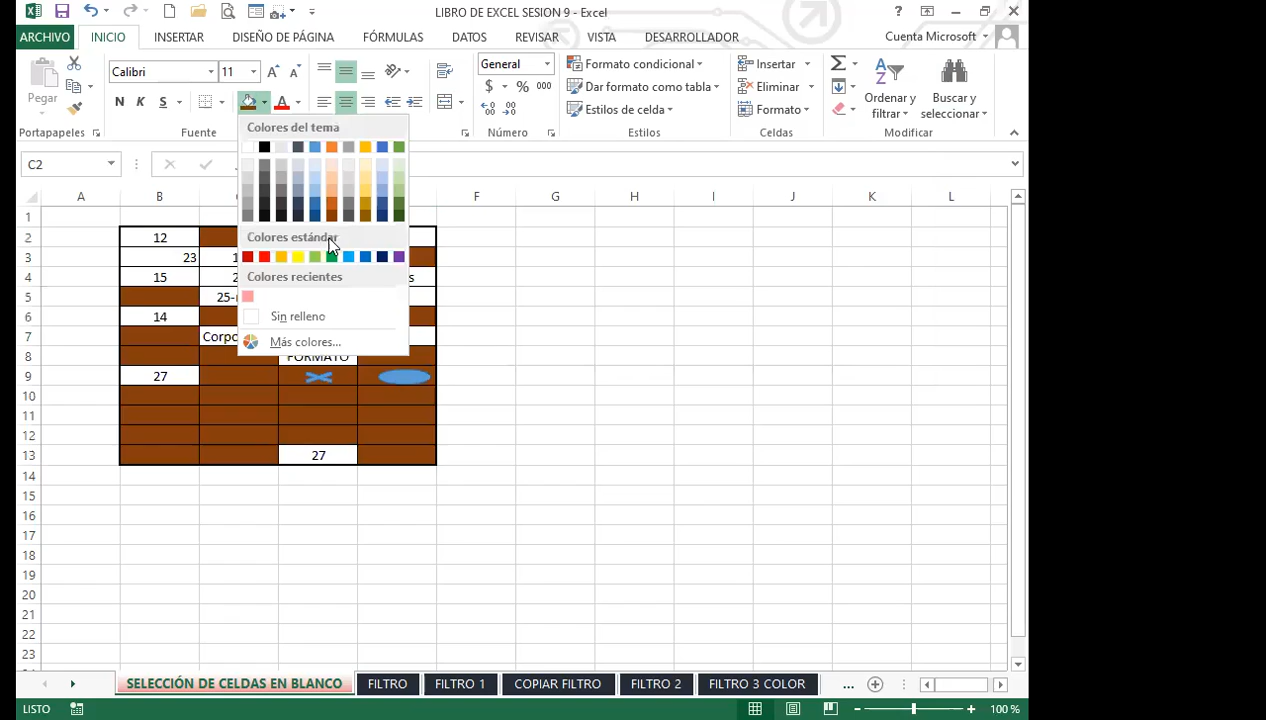 LIBRO DE EXCEL SESION 9 - Excel
ARCHIVO INICIO INSERTAR DISEÑO DE PÁGINA FÓRMULAS DATOS REVISAR VISTA DESARROLLADOR Cuenta Microsoft
Calibri 11 General Formato condicional Insertar
Pegar N K S $ % 000 Dar formato como tabla Eliminar Ordenar y filtrar Buscar y seleccionar
Estilos de celda Formato
Portapapeles Fuente Número Estilos Celdas Modificar
Colores del tema
C2
A B F G H I J K L
1
2 12
Colores estándar
3 23 1
Colores recientes
4 15 2 s
5 25-
Sin relleno
6 14
7 Corpo
Más colores...
8 FORMATO
9 27
10
11
12
13 27
14
15
16
17
18
19
20
21
22
23
SELECCIÓN DE CELDAS EN BLANCO FILTRO FILTRO 1 COPIAR FILTRO FILTRO 2 FILTRO 3 COLOR ...
LISTO 100 %